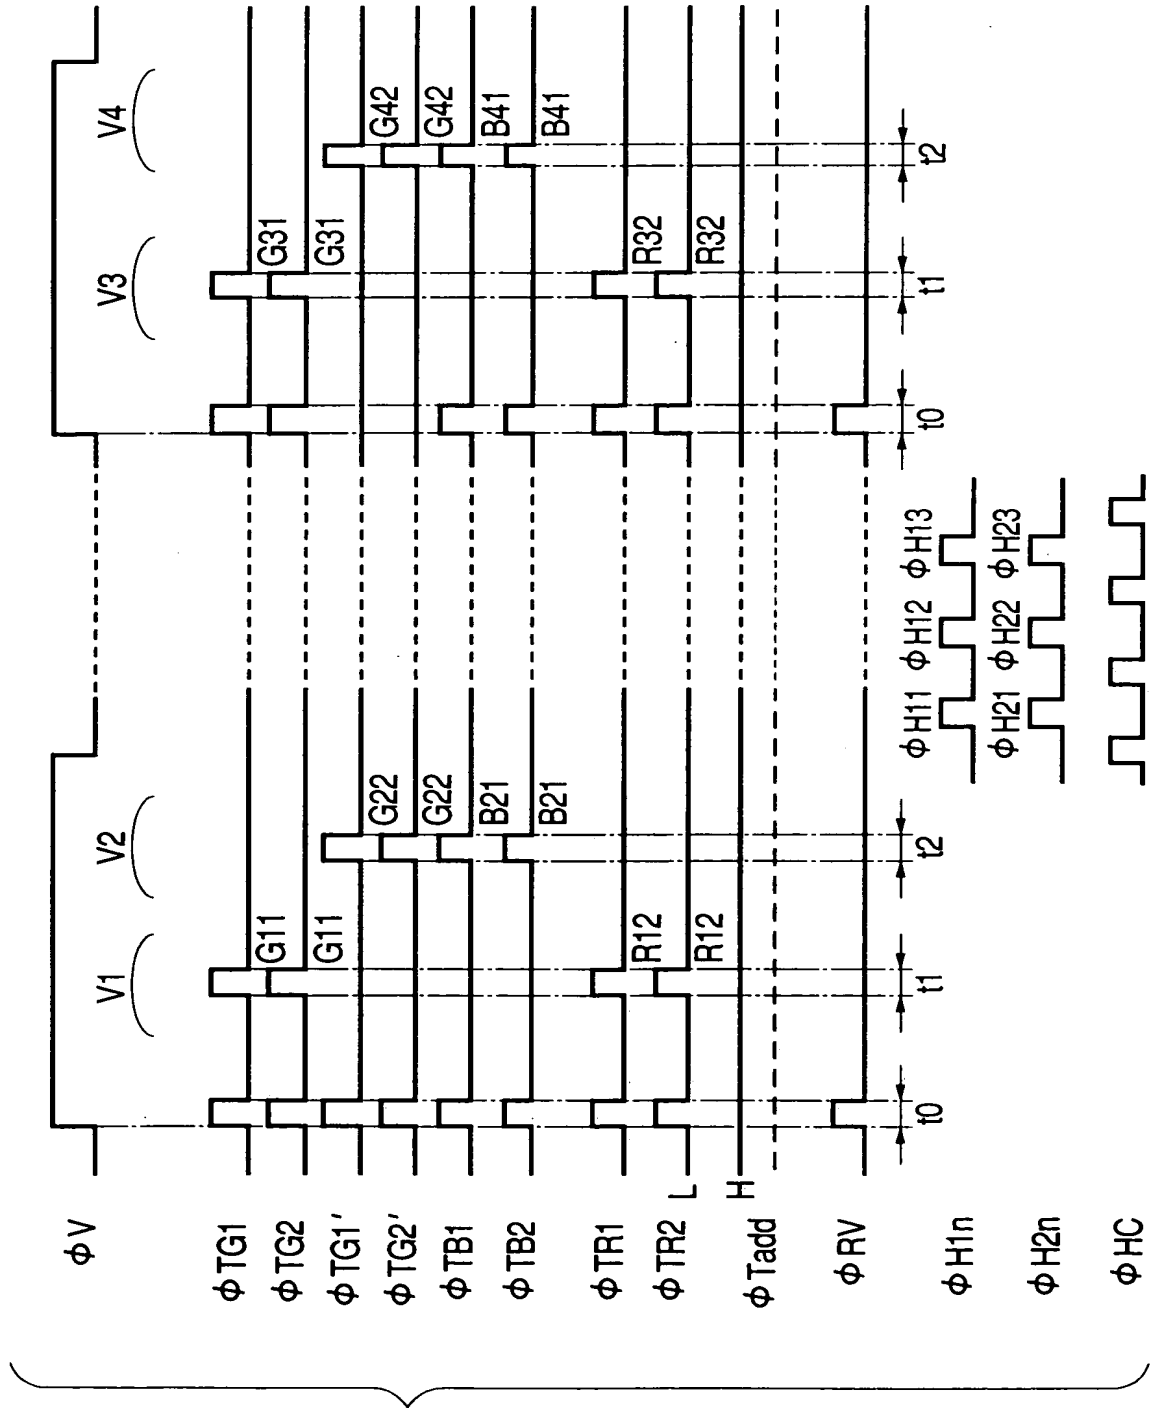 ϕV
V1 V2 V3 V4
ϕTG1
G11 G31
ϕTG2
G11 G31
ϕTG1'
G22 G42
ϕTG2'
G22 G42
ϕTB1
B21 B41
ϕTB2
B21 B41
ϕTR1
R12 R32
ϕTR2 L
R12 R32
H
ϕTadd
ϕRV
t0 t1 t2 t0 t1 t2
ϕH11 ϕH12 ϕH13
ϕH1n
ϕH21 ϕH22 ϕH23
ϕH2n
ϕHC